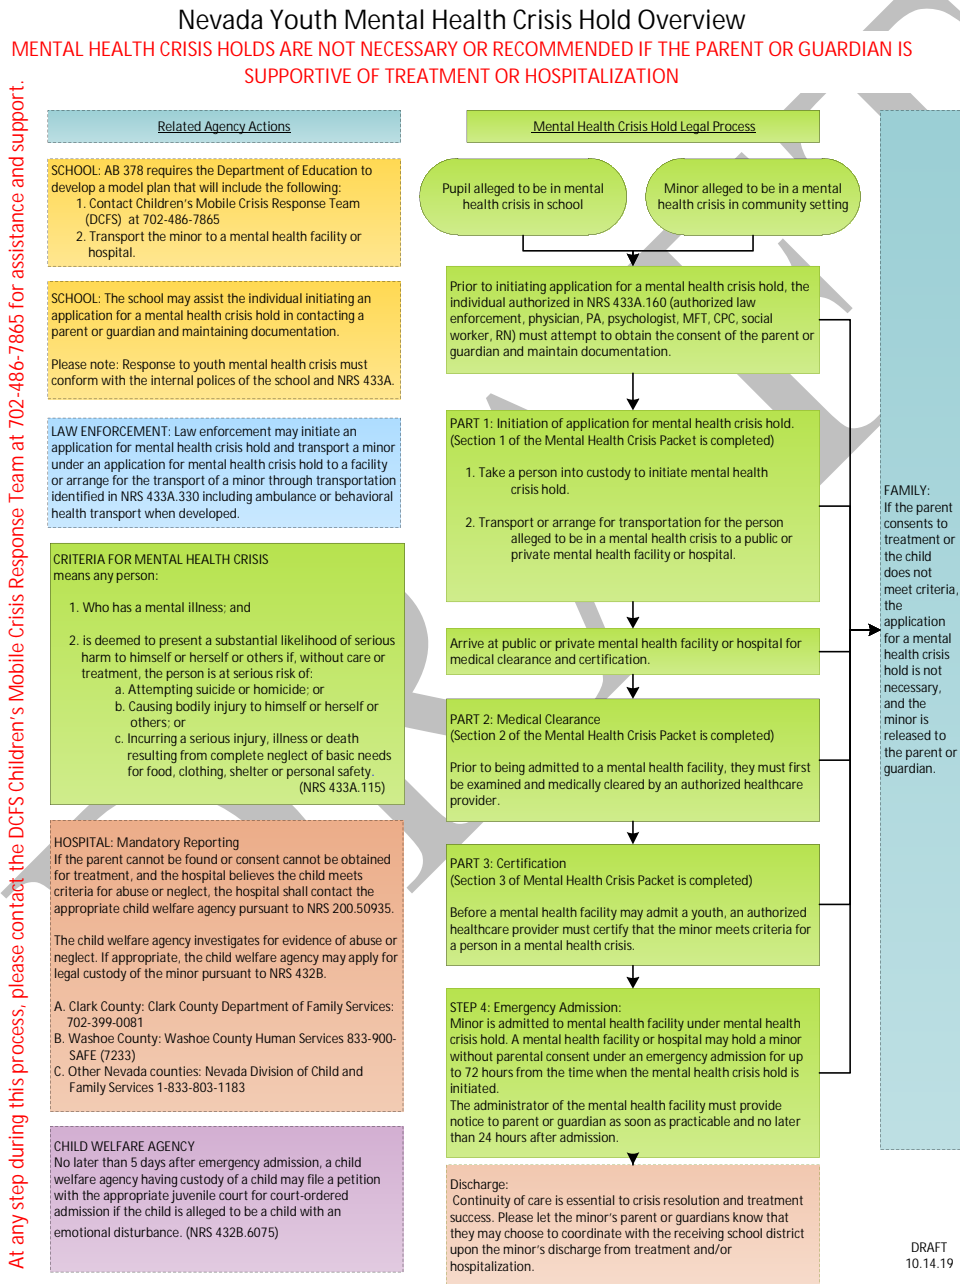 Nevada Youth Mental Health Crisis Hold Overview
MENTAL HEALTH CRISIS HOLDS ARE NOT NECESSARY OR RECOMMENDED IF THE PARENT OR GUARDIAN IS
SUPPORTIVE OF TREATMENT OR HOSPITALIZATION
At any step during this process, please contact the DCFS Children's Mobile Crisis Response Team at 702-486-7865 for assistance and support.
Related Agency Actions
SCHOOL: AB 378 requires the Department of Education to
develop a model plan that will include the following:
1. Contact Children's Mobile Crisis Response Team
(DCFS) at 702-486-7865
2. Transport the minor to a mental health facility or
hospital.
SCHOOL: The school may assist the individual initiating an
application for a mental health crisis hold in contacting a
parent or guardian and maintaining documentation.
Please note: Response to youth mental health crisis must
conform with the internal polices of the school and NRS 433A.
LAW ENFORCEMENT: Law enforcement may initiate an
application for mental health crisis hold and transport a minor
under an application for mental health crisis hold to a facility
or arrange for the transport of a minor through transportation
identified in NRS 433A.330 including ambulance or behavioral
health transport when developed.
CRITERIA FOR MENTAL HEALTH CRISIS
means any person:
1. Who has a mental illness; and
2. is deemed to present a substantial likelihood of serious
harm to himself or herself or others if, without care or
treatment, the person is at serious risk of:
a. Attempting suicide or homicide; or
b. Causing bodily injury to himself or herself or
others; or
c. Incurring a serious injury, illness or death
resulting from complete neglect of basic needs
for food, clothing, shelter or personal safety.
(NRS 433A.115)
HOSPITAL: Mandatory Reporting
If the parent cannot be found or consent cannot be obtained
for treatment, and the hospital believes the child meets
criteria for abuse or neglect, the hospital shall contact the
appropriate child welfare agency pursuant to NRS 200.50935.
The child welfare agency investigates for evidence of abuse or
neglect. If appropriate, the child welfare agency may apply for
legal custody of the minor pursuant to NRS 432B.
A. Clark County: Clark County Department of Family Services:
702-399-0081
B. Washoe County: Washoe County Human Services 833-900-
SAFE (7233)
C. Other Nevada counties: Nevada Division of Child and
Family Services 1-833-803-1183
CHILD WELFARE AGENCY
No later than 5 days after emergency admission, a child
welfare agency having custody of a child may file a petition
with the appropriate juvenile court for court-ordered
admission if the child is alleged to be a child with an
emotional disturbance. (NRS 432B.6075)
Mental Health Crisis Hold Legal Process
Pupil alleged to be in mental
health crisis in school
Minor alleged to be in a mental
health crisis in community setting
Prior to initiating application for a mental health crisis hold, the
individual authorized in NRS 433A.160 (authorized law
enforcement, physician, PA, psychologist, MFT, CPC, social
worker, RN) must attempt to obtain the consent of the parent or
guardian and maintain documentation.
PART 1: Initiation of application for mental health crisis hold.
(Section 1 of the Mental Health Crisis Packet is completed)
1. Take a person into custody to initiate mental health
crisis hold.
2. Transport or arrange for transportation for the person
alleged to be in a mental health crisis to a public or
private mental health facility or hospital.
Arrive at public or private mental health facility or hospital for
medical clearance and certification.
PART 2: Medical Clearance
(Section 2 of the Mental Health Crisis Packet is completed)
Prior to being admitted to a mental health facility, they must first
be examined and medically cleared by an authorized healthcare
provider.
PART 3: Certification
(Section 3 of Mental Health Crisis Packet is completed)
Before a mental health facility may admit a youth, an authorized
healthcare provider must certify that the minor meets criteria for
a person in a mental health crisis.
STEP 4: Emergency Admission:
Minor is admitted to mental health facility under mental health
crisis hold. A mental health facility or hospital may hold a minor
without parental consent under an emergency admission for up
to 72 hours from the time when the mental health crisis hold is
initiated.
The administrator of the mental health facility must provide
notice to parent or guardian as soon as practicable and no later
than 24 hours after admission.
Discharge:
Continuity of care is essential to crisis resolution and treatment
success. Please let the minor's parent or guardians know that
they may choose to coordinate with the receiving school district
upon the minor's discharge from treatment and/or
hospitalization.
FAMILY:
If the parent
consents to
treatment or
the child
does not
meet criteria,
the
application
for a mental
health crisis
hold is not
necessary,
and the
minor is
released to
the parent or
guardian.
DRAFT
10.14.19